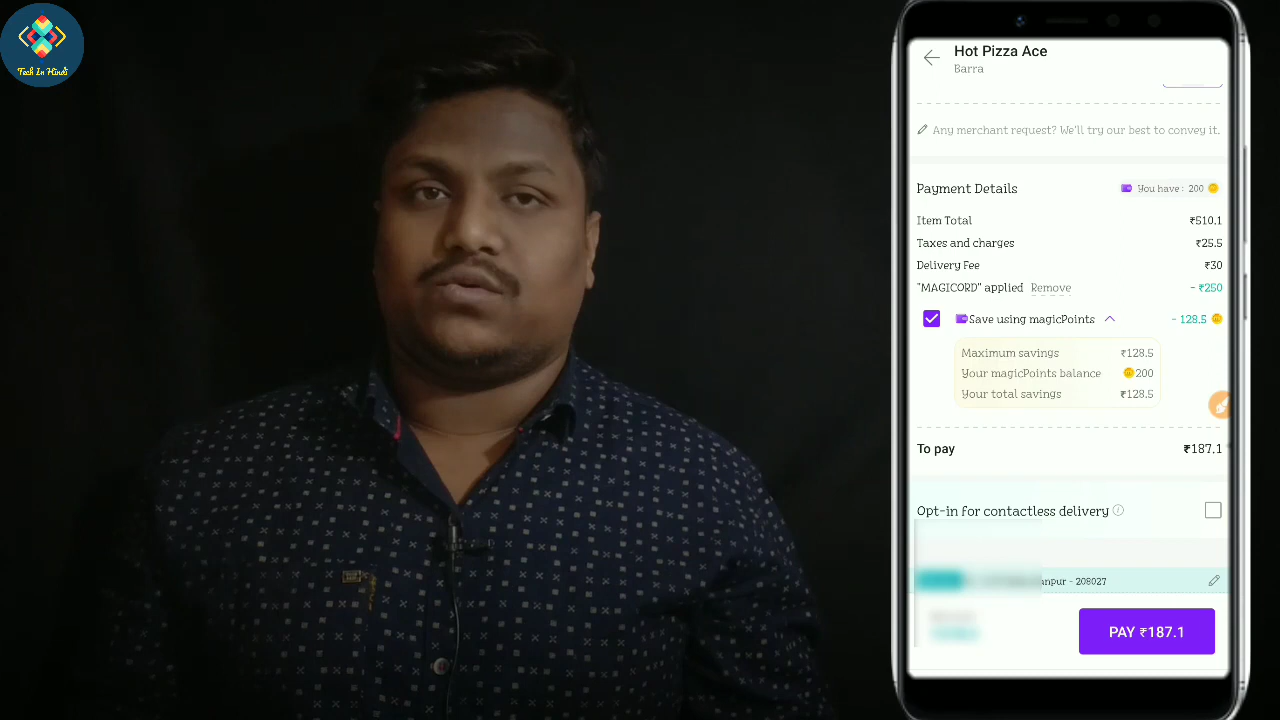 Tech In Hindi
Hot Pizza Ace
Barra
Any merchant request? We'll try our best to convey it.
Payment Details
You have : 200
Item Total ₹510.1
Taxes and charges ₹25.5
Delivery Fee ₹30
"MAGICORD" applied Remove - ₹250
Save using magicPoints - 128.5
Maximum savings ₹128.5
Your magicPoints balance 200
Your total savings ₹128.5
To pay ₹187.1
Opt-in for contactless delivery
anpur - 208027
PAY ₹187.1